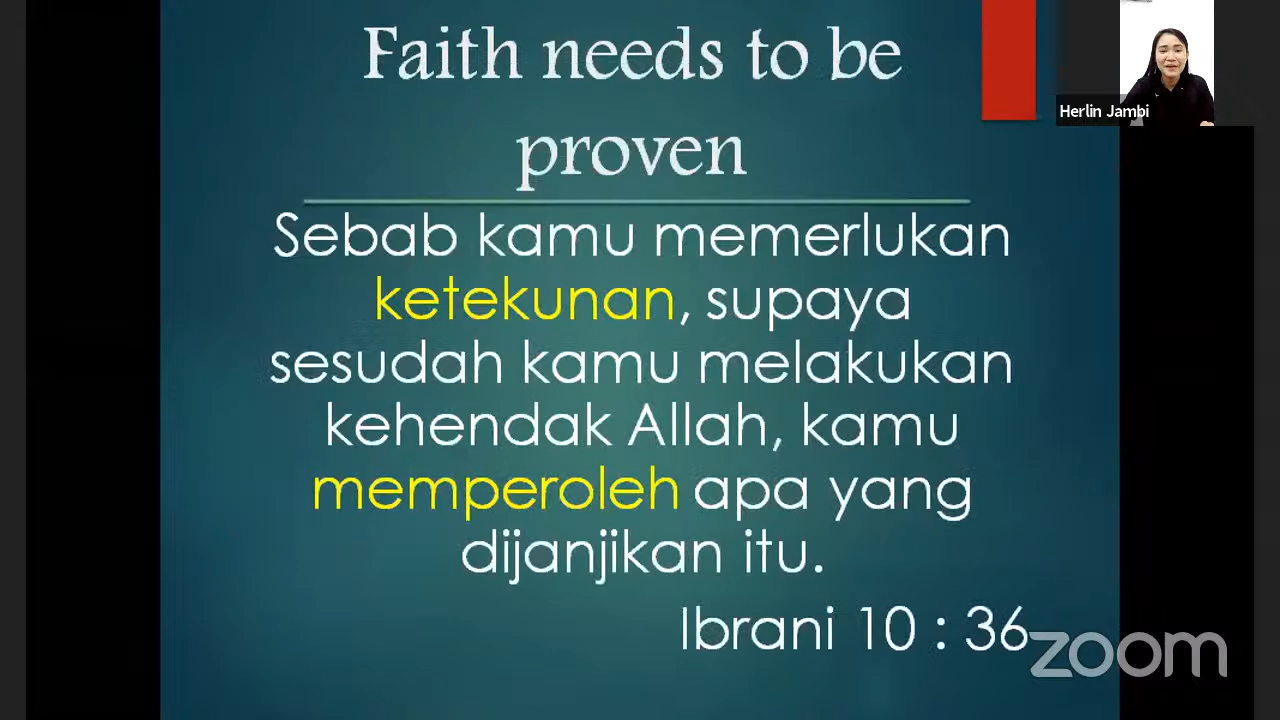 Faith needs to be
proven
Herlin Jambi
Sebab kamu memerlukan
ketekunan, supaya
sesudah kamu melakukan
kehendak Allah, kamu
memperoleh apa yang
dijanjikan itu.
Ibrani 10 : 36
zoom